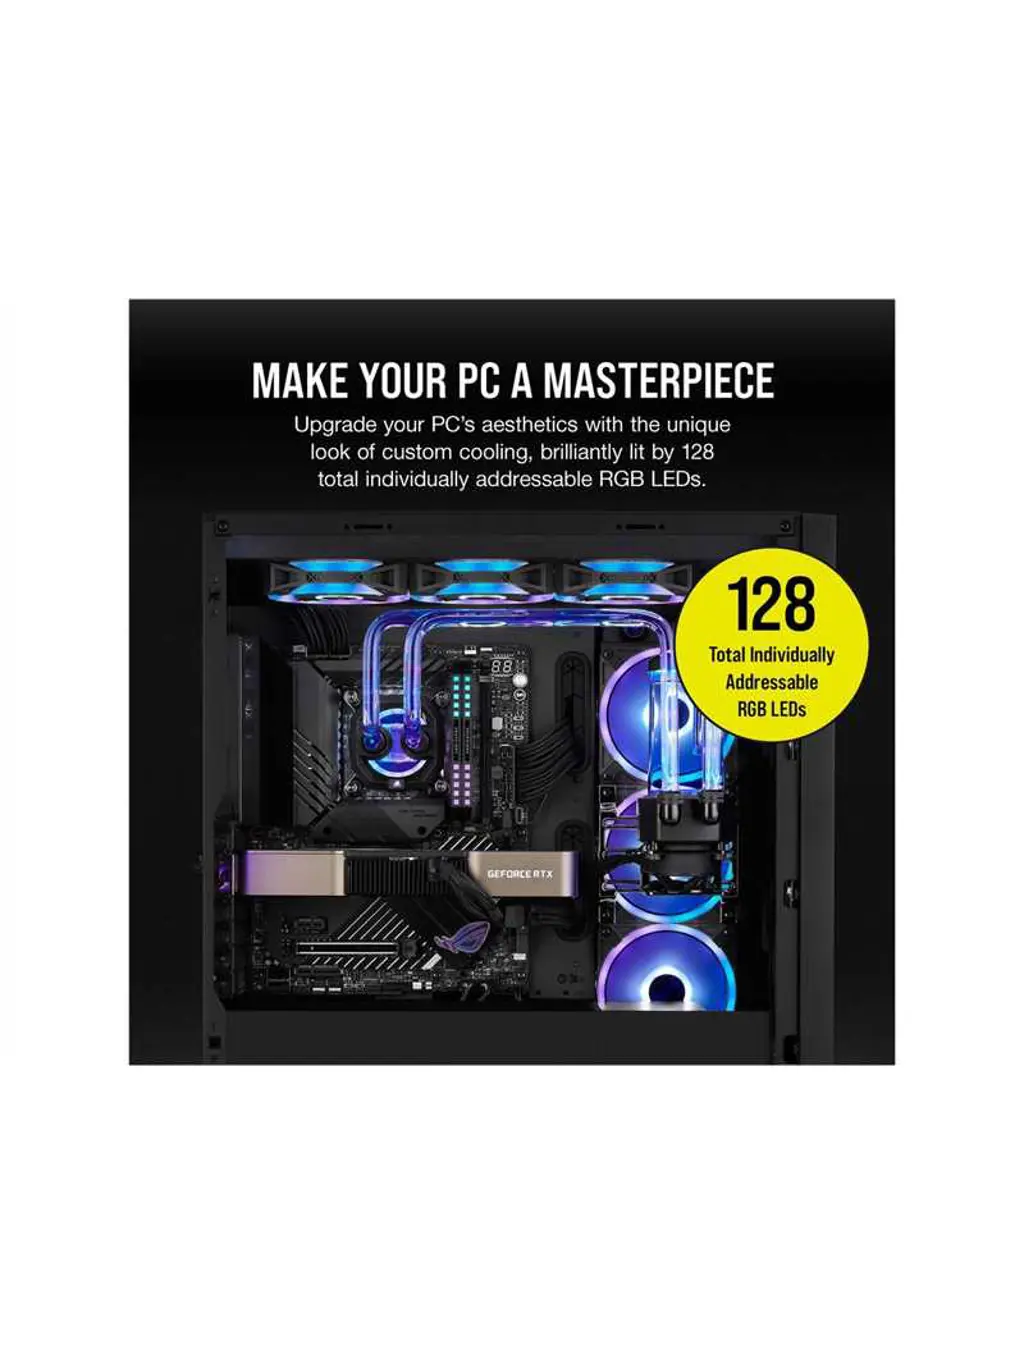 MAKE YOUR PC A MASTERPIECE
Upgrade your PC's aesthetics with the unique
look of custom cooling, brilliantly lit by 128
total individually addressable RGB LEDs.
128
Total Individually
Addressable
RGB LEDs
88
GEFORCE RTX